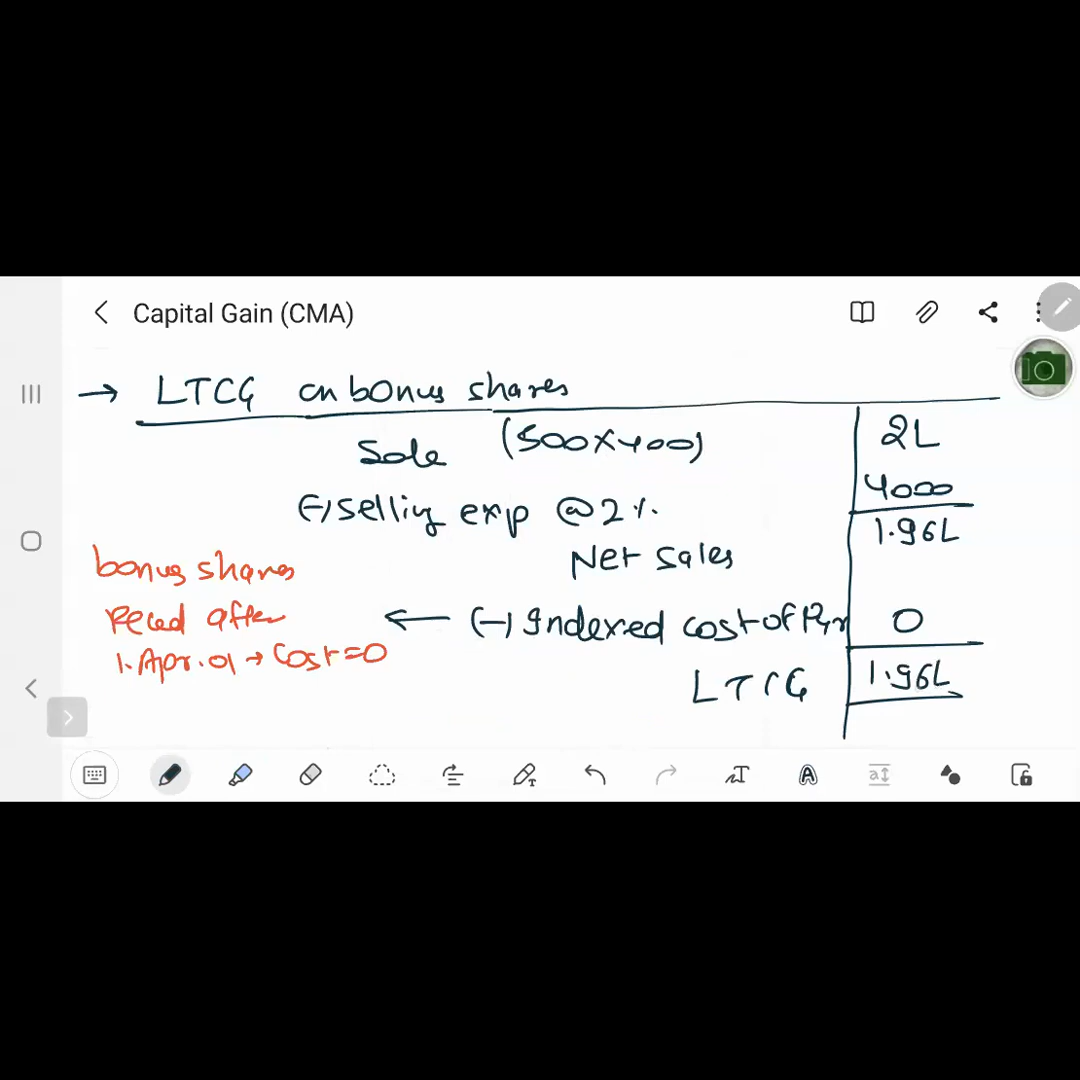 Capital Gain (CMA)
→ LTCG on bonus shares
Sale (500×400) 2L
(-) selling exp @ 2%. 4000
Net sales 1.96L
bonus shares
recd after
1.Apr.01 → Cost=0
← (-) Indexed cost of 0
LTCG 1.96L